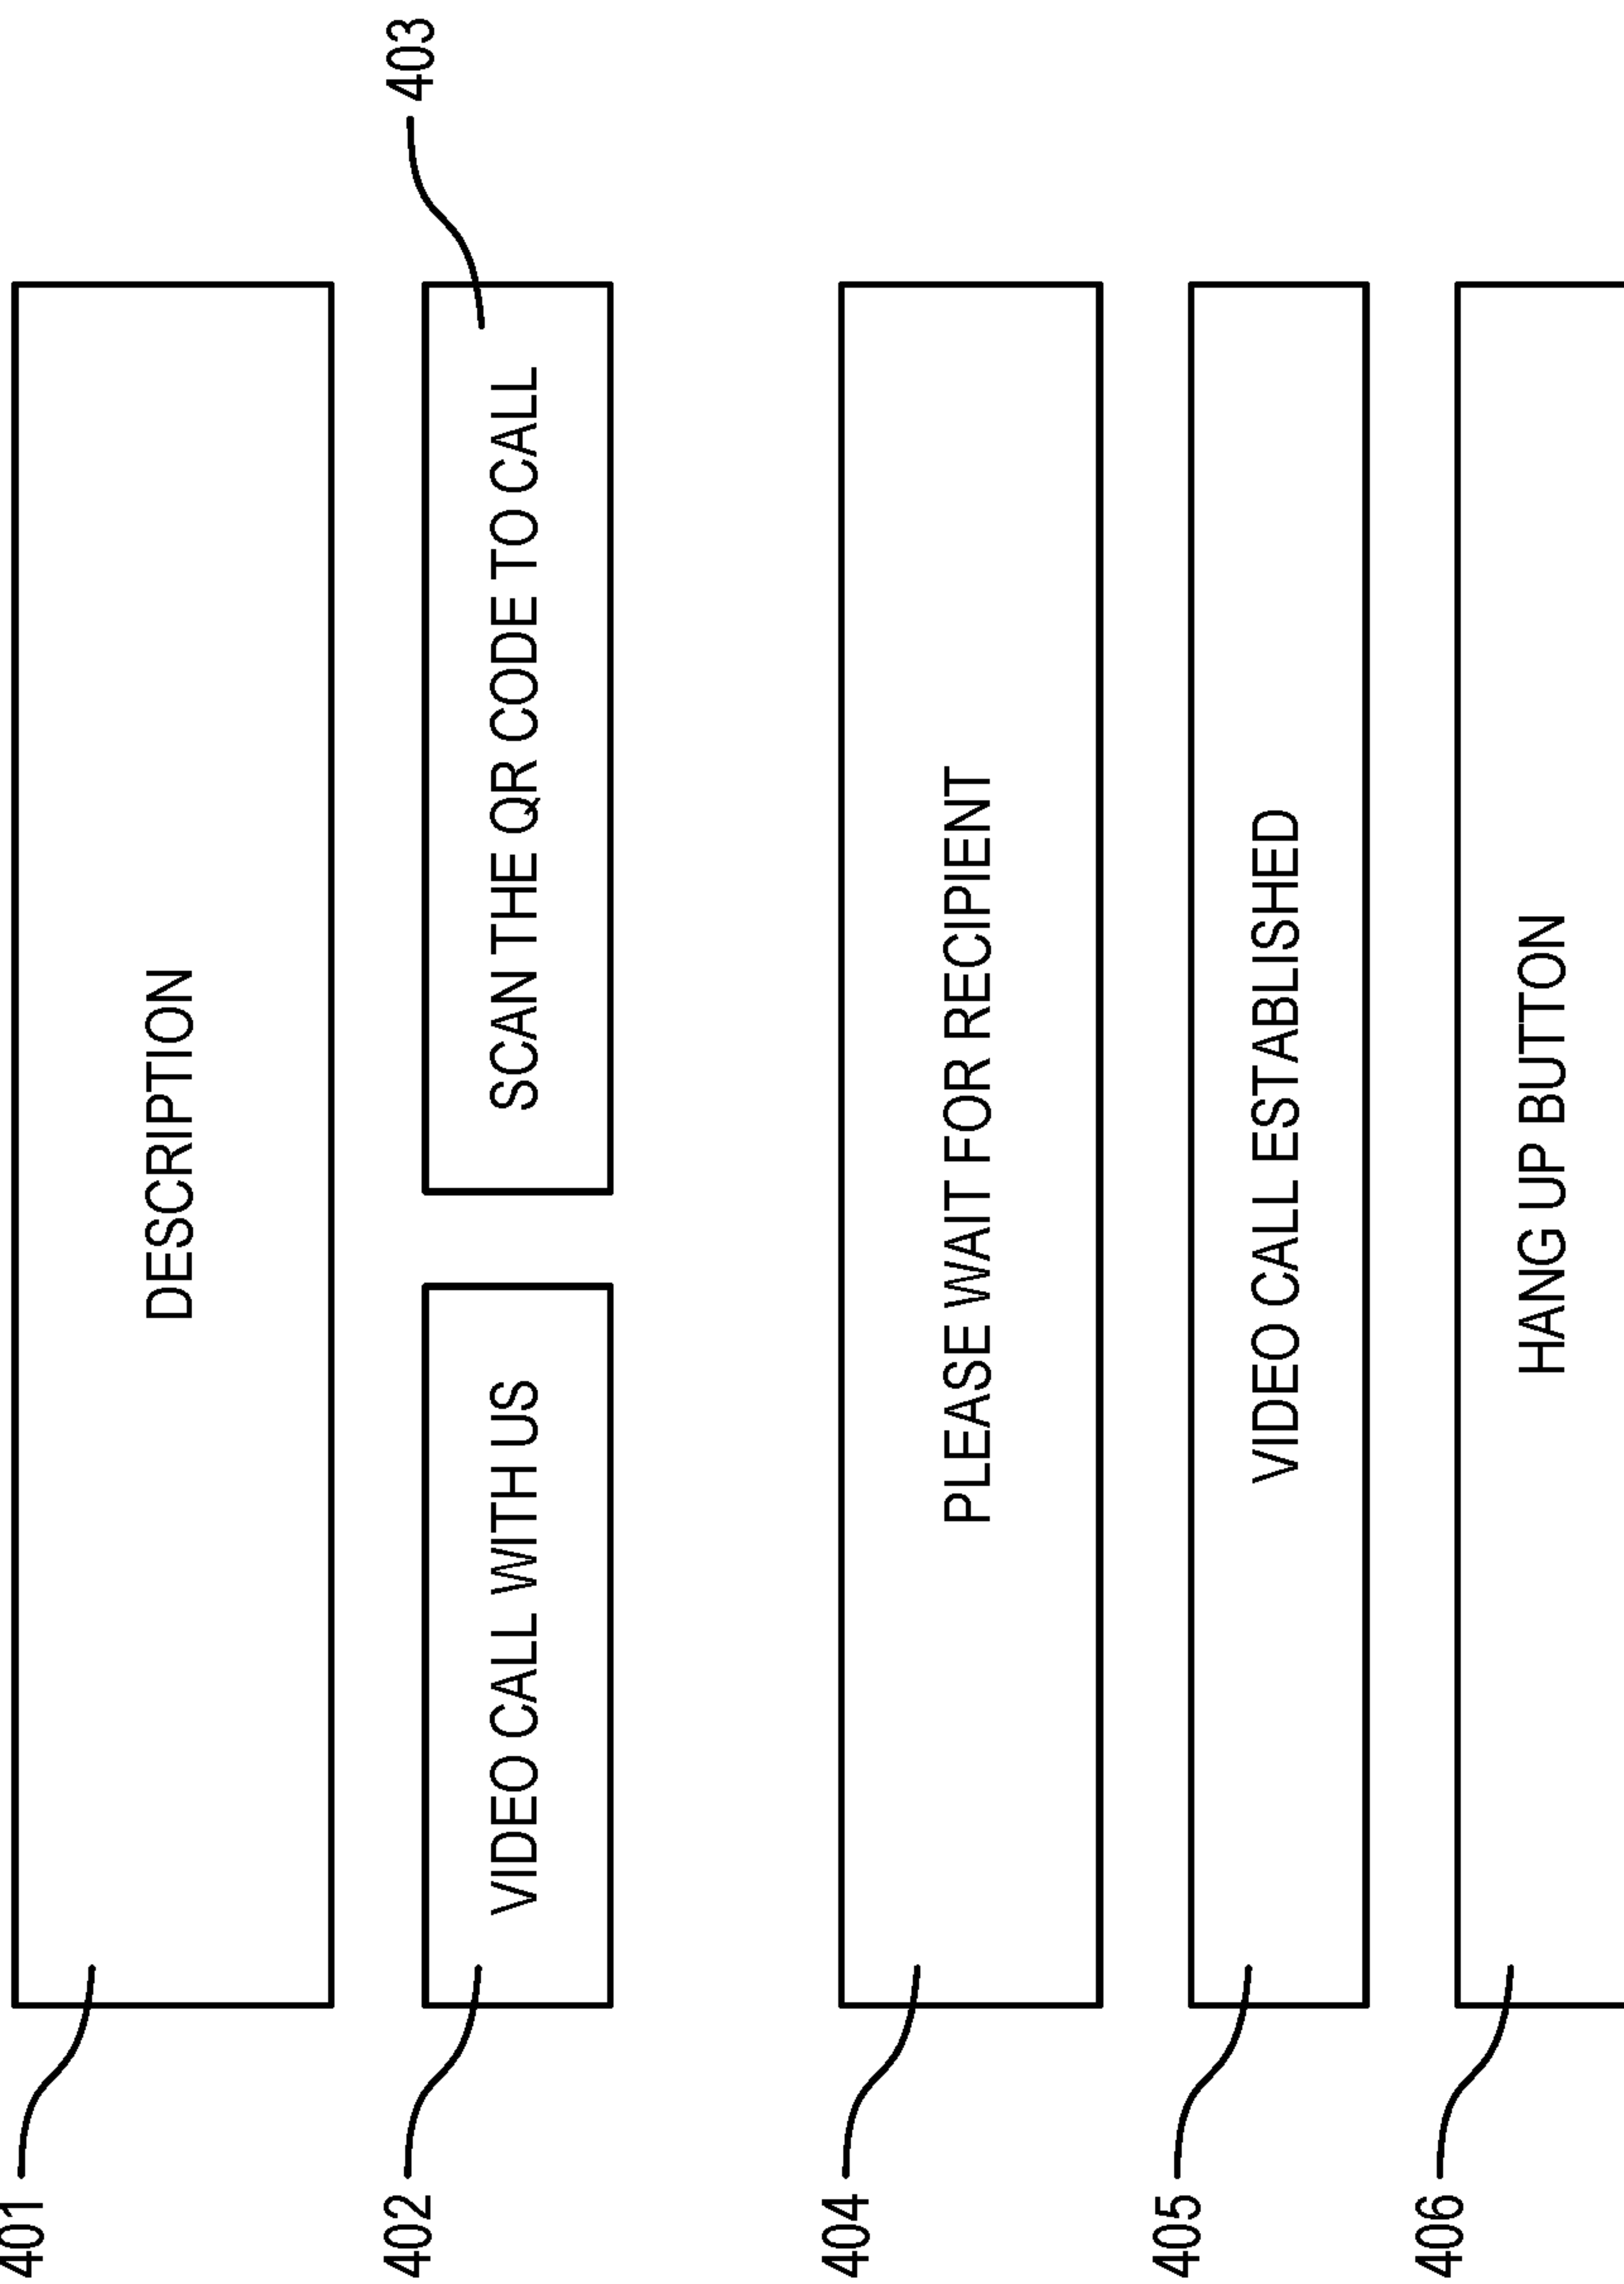 401
DESCRIPTION
402
VIDEO CALL WITH US
SCAN THE QR CODE TO CALL
403
404
PLEASE WAIT FOR RECIPIENT
405
VIDEO CALL ESTABLISHED
406
HANG UP BUTTON